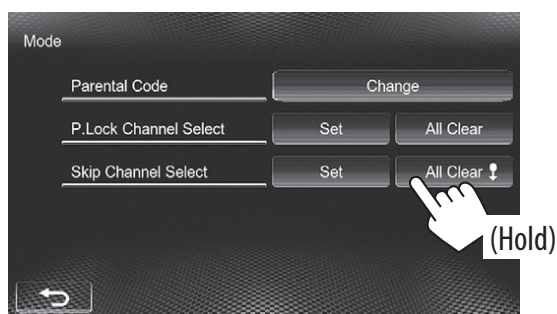 Mode
Parental Code Change
P.Lock Channel Select Set All Clear
Skip Channel Select Set All Clear
(Hold)